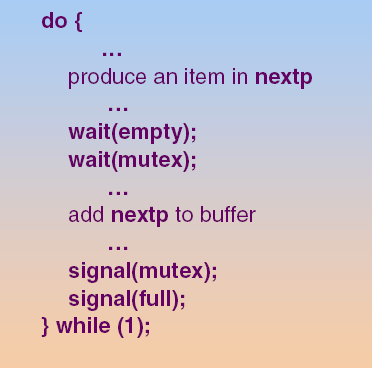 do {
…
produce an item in nextp
…
wait(empty);
wait(mutex);
…
add nextp to buffer
…
signal(mutex);
signal(full);
} while (1);